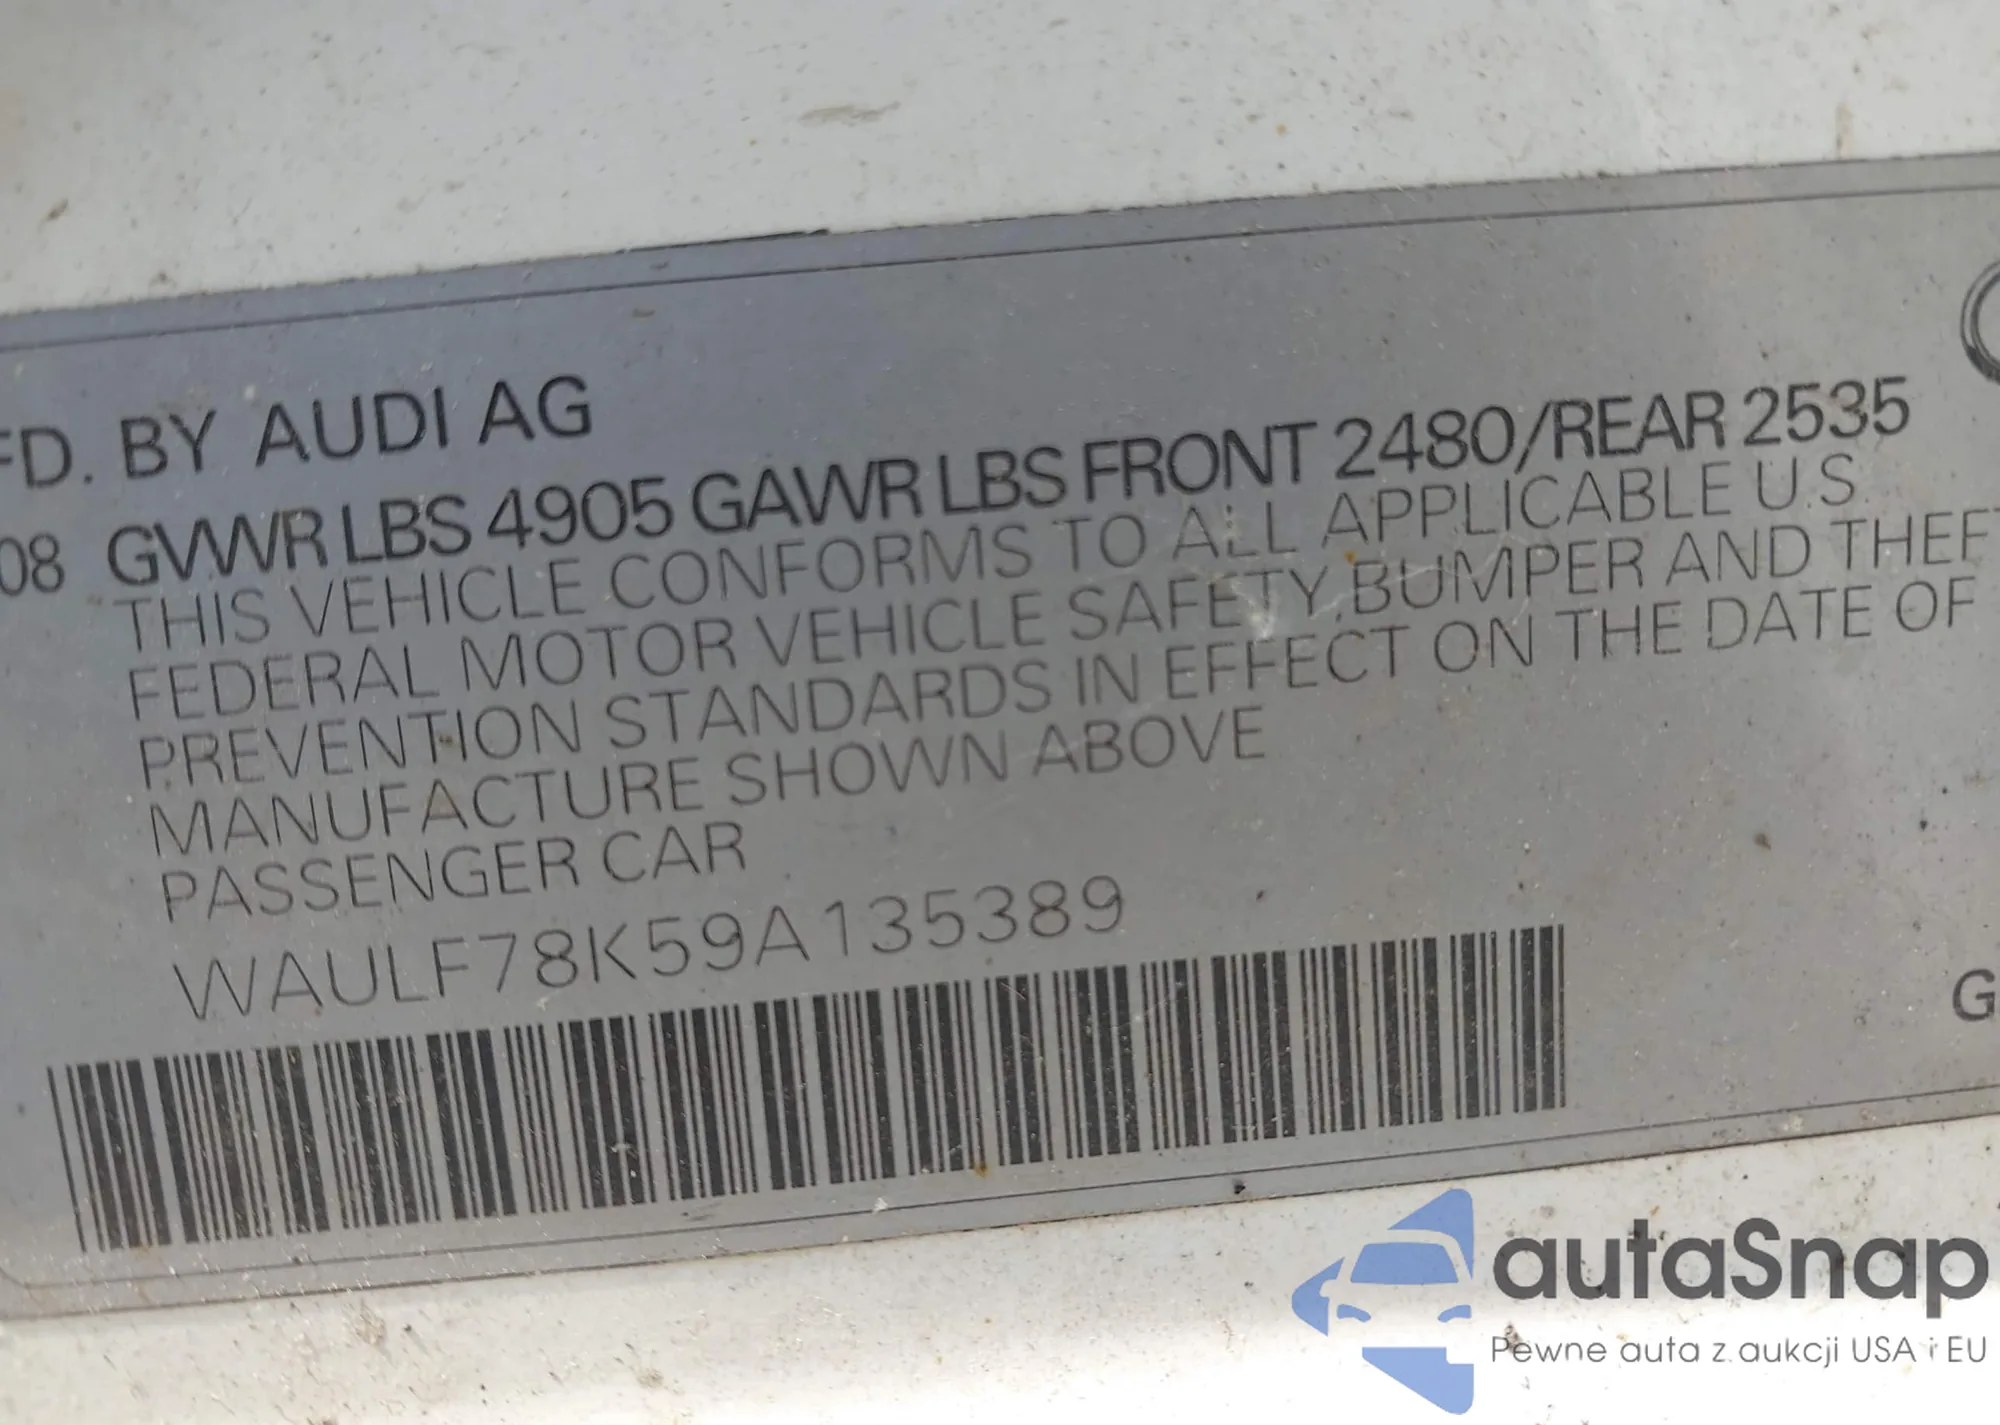 FD. BY AUDI AG
08 GVWR LBS 4905 GAWR LBS FRONT 2480/REAR 2535
THIS VEHICLE CONFORMS TO ALL APPLICABLE U.S
FEDERAL MOTOR VEHICLE SAFETY, BUMPER AND THEFT
PREVENTION STANDARDS IN EFFECT ON THE DATE OF
MANUFACTURE SHOWN ABOVE
PASSENGER CAR
WAULF78K59A135389
G
autaSnap
Pewne auta z aukcji USA i EU